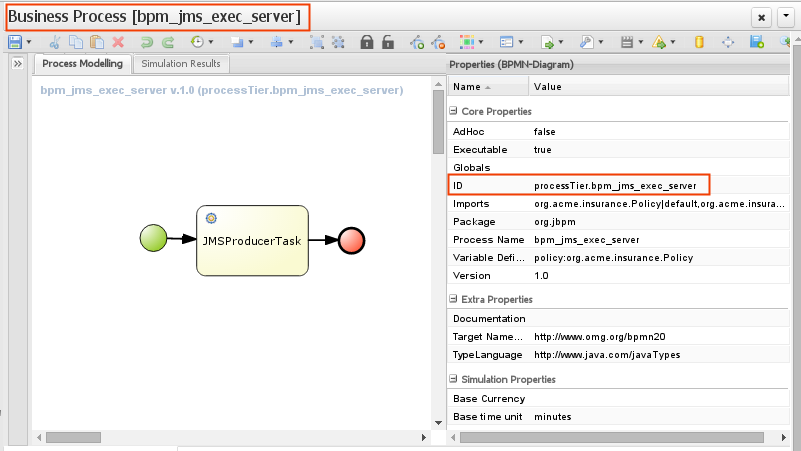 Business Process [bpm_jms_exec_server]
Process Modelling Simulation Results
bpm_jms_exec_server v.1.0 (processTier.bpm_jms_exec_server)
JMSProducerTask
Properties (BPMN-Diagram)
Name Value
Core Properties
AdHoc false
Executable true
Globals
ID processTier.bpm_jms_exec_server
Imports org.acme.insurance.Policy|default,org.acme.insura...
Package org.jbpm
Process Name bpm_jms_exec_server
Variable Defi... policy:org.acme.insurance.Policy
Version 1.0
Extra Properties
Documentation
Target Name... http://www.omg.org/bpmn20
TypeLanguage http://www.java.com/javaTypes
Simulation Properties
Base Currency
Base time unit minutes